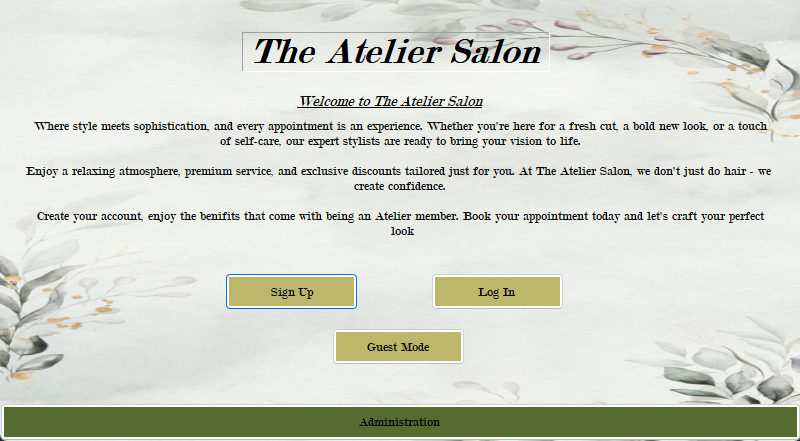 The Atelier Salon
Welcome to The Atelier Salon
Where style meets sophistication, and every appointment is an experience. Whether you're here for a fresh cut, a bold new look, or a touch
of self-care, our expert stylists are ready to bring your vision to life.
Enjoy a relaxing atmosphere, premium service, and exclusive discounts tailored just for you. At The Atelier Salon, we don't just do hair - we
create confidence.
Create your account, enjoy the benifits that come with being an Atelier member. Book your appointment today and let's craft your perfect
look
Sign Up
Log In
Guest Mode
Administration